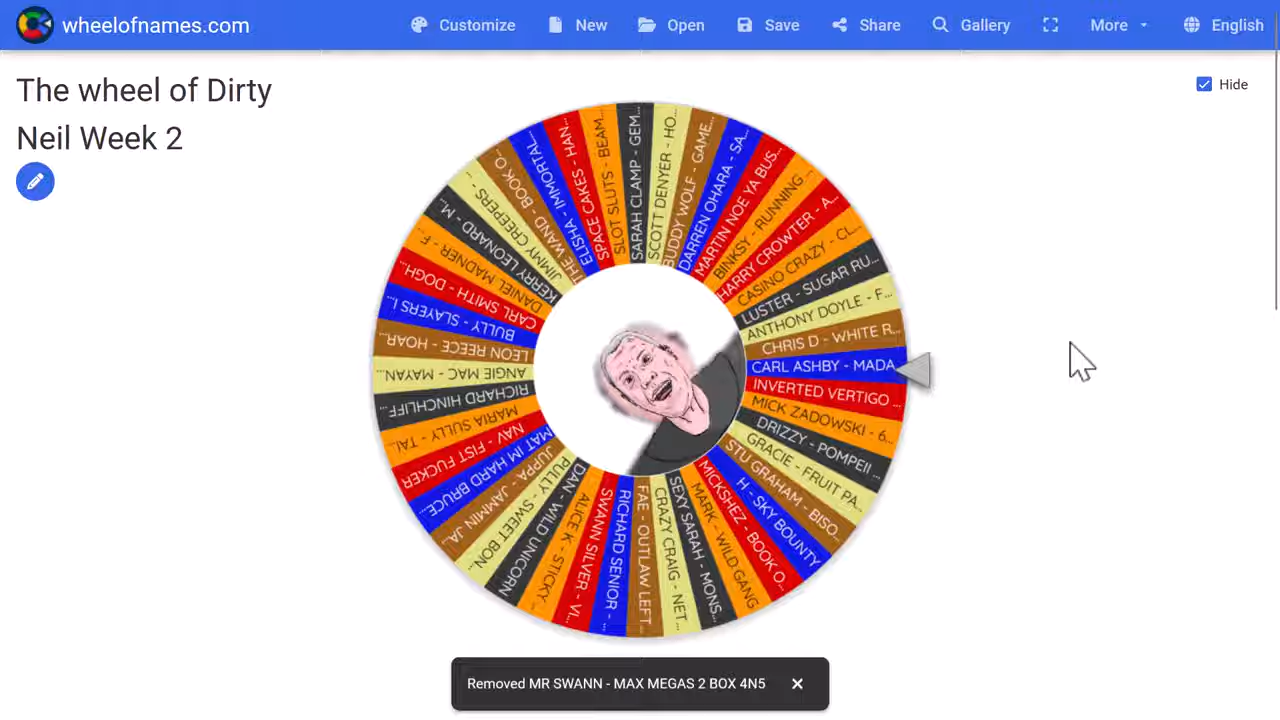 wheelofnames.com
Customize
New
Open
Save
Share
Gallery
More
English
The wheel of Dirty
Neil Week 2
Hide
SARAH CLAMP - GEM...
SCOTT DENYER - HO...
BUDDY WOLF - GAME...
DARREN OHARA - SA...
MARTIN NOE YA BUS...
BINKSY - RUNNING ...
HARRY CROWTER - A...
CASINO CRAZY - CL...
LUSTER - SUGAR RU...
ANTHONY DOYLE - F...
CHRIS D - WHITE R...
CARL ASHBY - MADA...
INVERTED VERTIGO ...
MICK ZADOWSKI - 6...
DRIZZY - POMPEII ...
GRACIE - FRUIT PA...
STU GRAHAM - BISO...
H - SKY BOUNTY
MICKSHEZ - BOOK O...
MARK - WILD GANG
SEXY SARAH - MONS...
CRAZY CRAIG - NET...
FAE - OUTLAW LEFT...
RICHARD SENIOR - ...
SWANN SILVER - VI...
ALICE K - STICKY ...
DAN - WILD UNICORN
PULLY - SWEET BON...
JUPPA - JAMMIN JA...
MAT IM HARD BRUCE...
NAV - FIST FUCKER
MARIA SULLY - TAL...
RICHARD HINCHLIFF...
ANGIE MAC - MAYAN...
LEON REECE - HOAR...
BULLY - SLAYERS I...
CARL SMITH - DOGH...
DANIEL MADNER - F...
KERRY LEONARD - M...
JIMMY CREEPERS - ...
THE WAND - BOOK O...
ELISHA - IMMORTAL...
SPACE CAKES - HAN...
SLOT SLUTS - BEAM...
Removed MR SWANN - MAX MEGAS 2 BOX 4N5